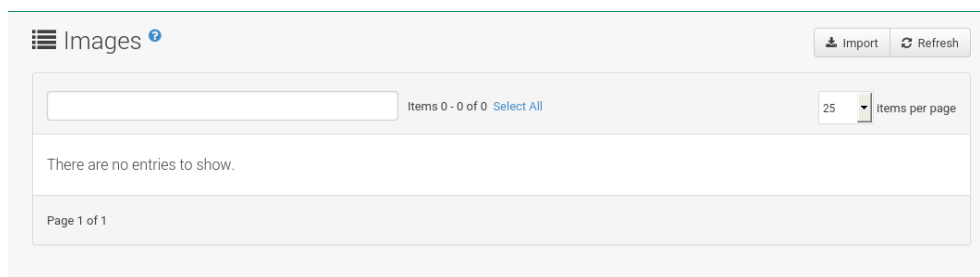 Images ?
Import Refresh
Items 0 - 0 of 0 Select All 25 items per page
There are no entries to show.
Page 1 of 1